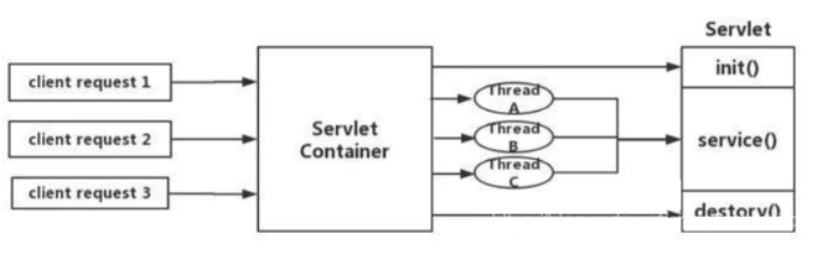 Servlet
client request 1
client request 2
client request 3
Servlet
Container
Thread
A
Thread
B
Thread
C
init()
service()
destory()